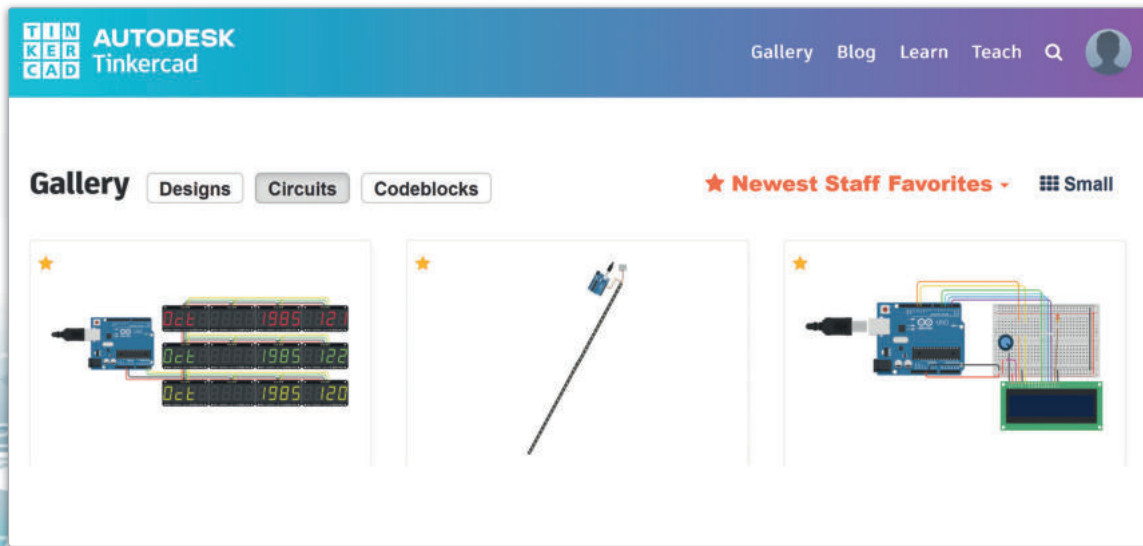 TIN
KER
CAD
AUTODESK
Tinkercad
Gallery Blog Learn Teach
Gallery Designs Circuits Codeblocks
Newest Staff Favorites Small
Oct 1985 121
Oct 1985 122
Oct 1985 120
UNO